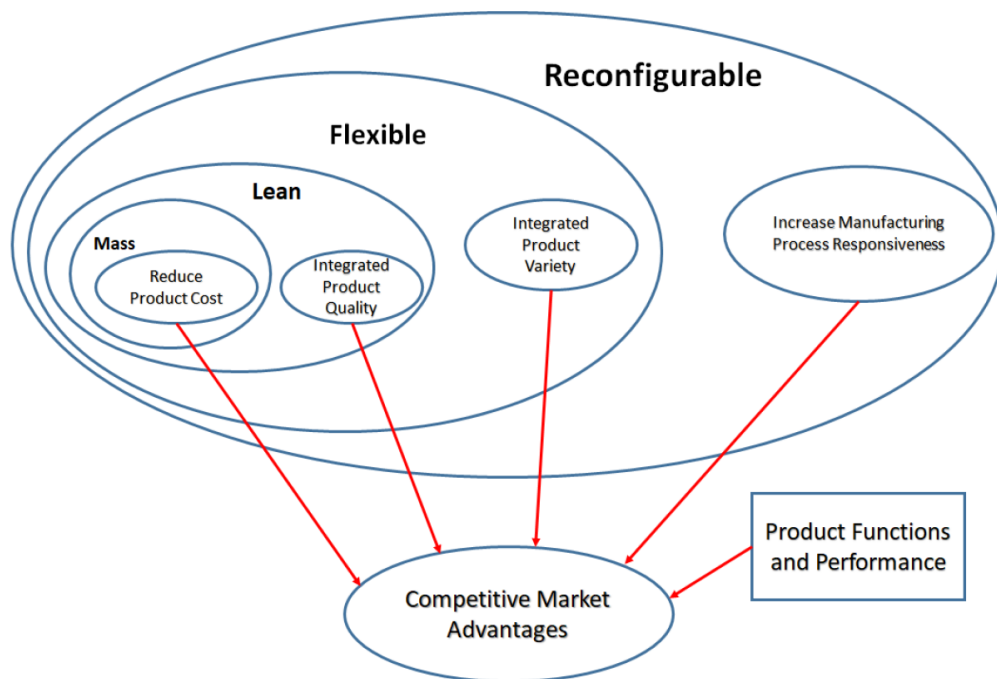 Reconfigurable
Flexible
Lean
Mass
Reduce
Product Cost
Integrated
Product
Quality
Integrated
Product
Variety
Increase Manufacturing
Process Responsiveness
Product Functions
and Performance
Competitive Market
Advantages